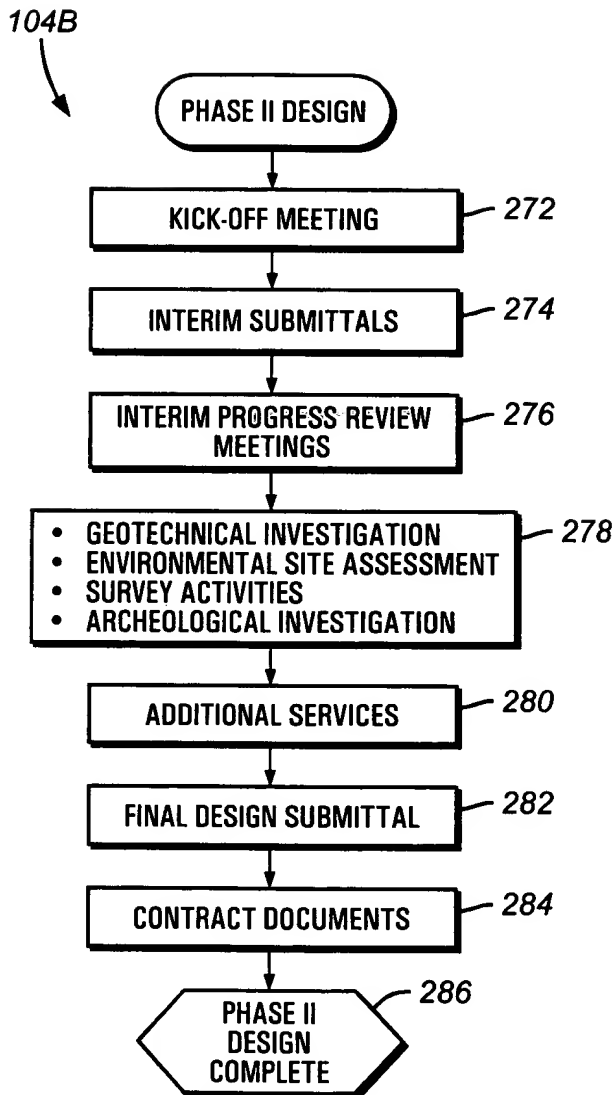 104B
PHASE II DESIGN
KICK-OFF MEETING
272
INTERIM SUBMITTALS
274
INTERIM PROGRESS REVIEW
MEETINGS
276
• GEOTECHNICAL INVESTIGATION
• ENVIRONMENTAL SITE ASSESSMENT
• SURVEY ACTIVITIES
• ARCHEOLOGICAL INVESTIGATION
278
ADDITIONAL SERVICES
280
FINAL DESIGN SUBMITTAL
282
CONTRACT DOCUMENTS
284
PHASE II
DESIGN
COMPLETE
286